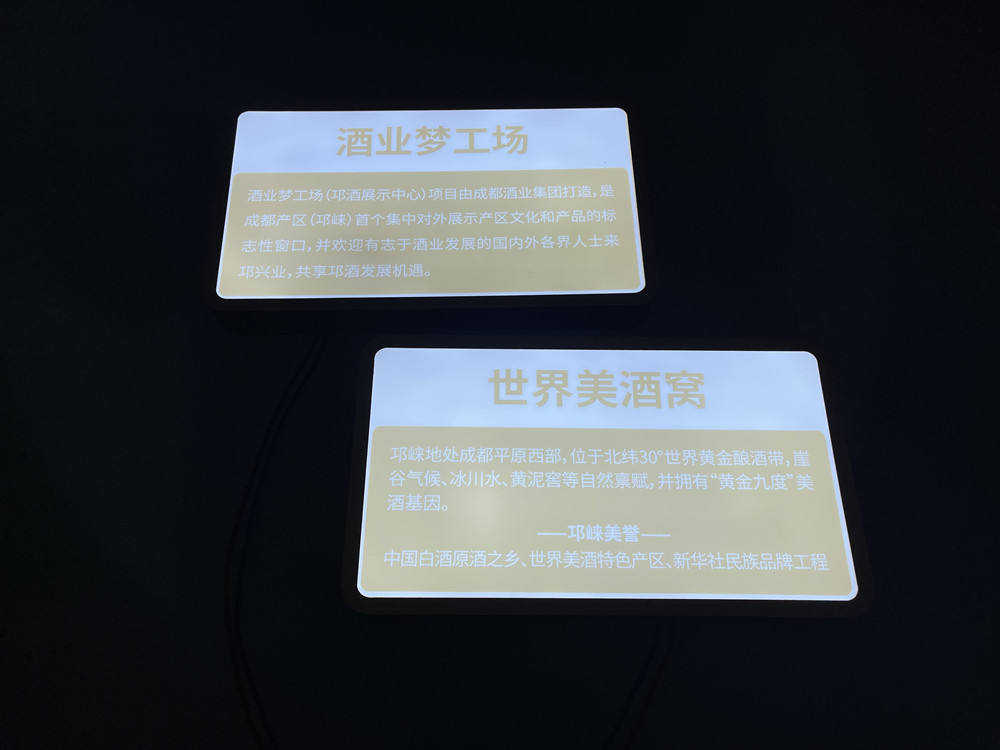 酒业梦工场
酒业梦工场（邛酒展示中心）项目由成都酒业集团打造，是
成都产区（邛崃）首个集中对外展示产区文化和产品的标
志性窗口，并欢迎有志于酒业发展的国内外各界人士来
邛兴业，共享邛酒发展机遇。
世界美酒窝
邛崃地处成都平原西部，位于北纬30°世界黄金酿酒带，崖
谷气候、冰川水、黄泥窖等自然禀赋，并拥有“黄金九度”美
酒基因。
——邛崃美誉——
中国白酒原酒之乡、世界美酒特色产区、新华社民族品牌工程